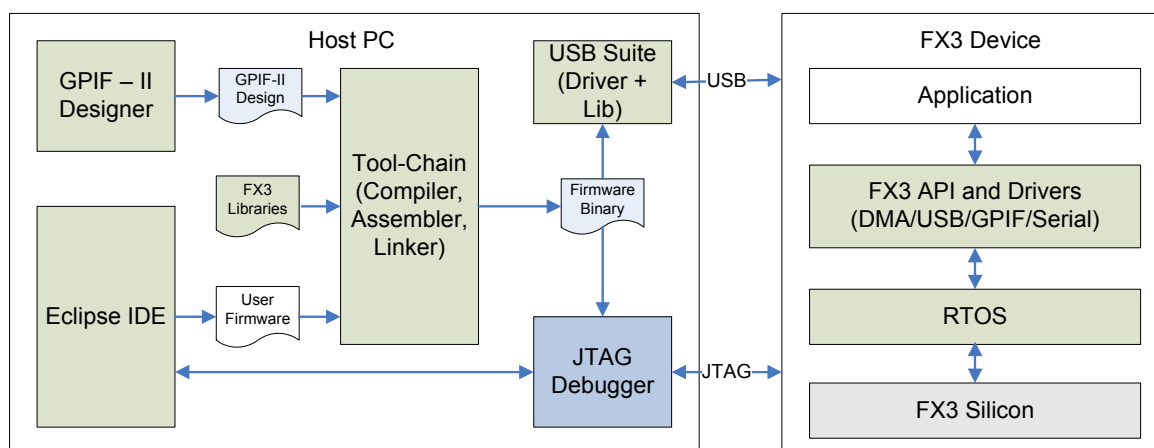 Host PC
GPIF – II
Designer
GPIF-II
Design
FX3
Libraries
Eclipse IDE
User
Firmware
Tool-Chain
(Compiler,
Assembler,
Linker)
USB Suite
(Driver +
Lib)
Firmware
Binary
JTAG
Debugger
USB
JTAG
FX3 Device
Application
FX3 API and Drivers
(DMA/USB/GPIF/Serial)
RTOS
FX3 Silicon